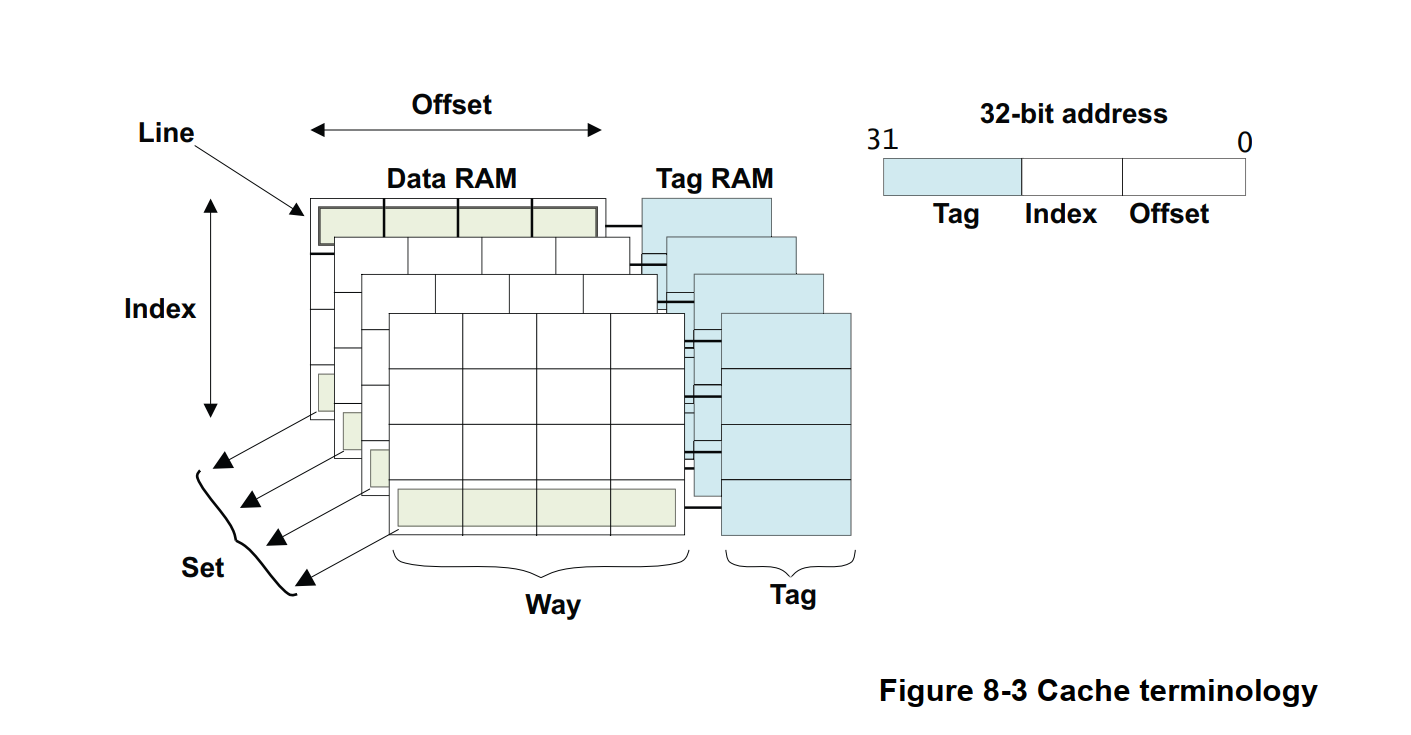 Offset
32-bit address
Line
31
0
Data RAM
Tag RAM
Tag
Index
Offset
Index
Set
Way
Tag
Figure 8-3 Cache terminology